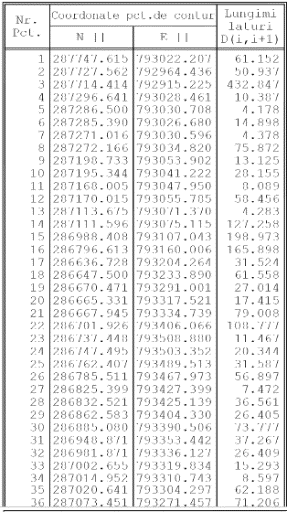 Nr. Pct. Coordonate pct.de contur Lungimi laturi D(i,i+1)
N || E ||
1 287747.615 793022.207 61.152
2 287727.562 792964.436 50.937
3 287714.414 792915.225 432.847
4 287296.641 793028.461 10.387
5 287286.500 793030.708 4.178
6 287285.390 793026.680 14.898
7 287271.016 793030.596 4.378
8 287272.166 793034.820 75.872
9 287198.733 793053.902 13.125
10 287195.344 793041.222 28.155
11 287168.005 793047.950 8.089
12 287170.015 793055.785 58.456
13 287113.675 793071.370 4.283
14 287111.596 793075.115 127.258
15 286988.408 793107.043 198.973
16 286796.613 793160.006 165.898
17 286636.728 793204.264 31.524
18 286647.500 793233.890 61.558
19 286670.471 793291.001 27.014
20 286665.331 793317.521 17.415
21 286667.945 793334.739 79.008
22 286701.926 793406.066 108.777
23 286737.448 793508.880 11.467
24 286747.495 793503.352 20.344
25 286762.407 793489.513 31.587
26 286785.511 793467.973 56.897
27 286825.399 793427.399 7.472
28 286832.521 793425.139 36.561
29 286862.583 793404.330 26.405
30 286885.080 793390.506 73.777
31 286948.871 793353.442 37.267
32 286981.871 793336.127 26.409
33 287002.655 793319.834 15.293
34 287014.952 793310.743 8.597
35 287020.641 793304.297 62.188
36 287073.451 793271.457 71.206